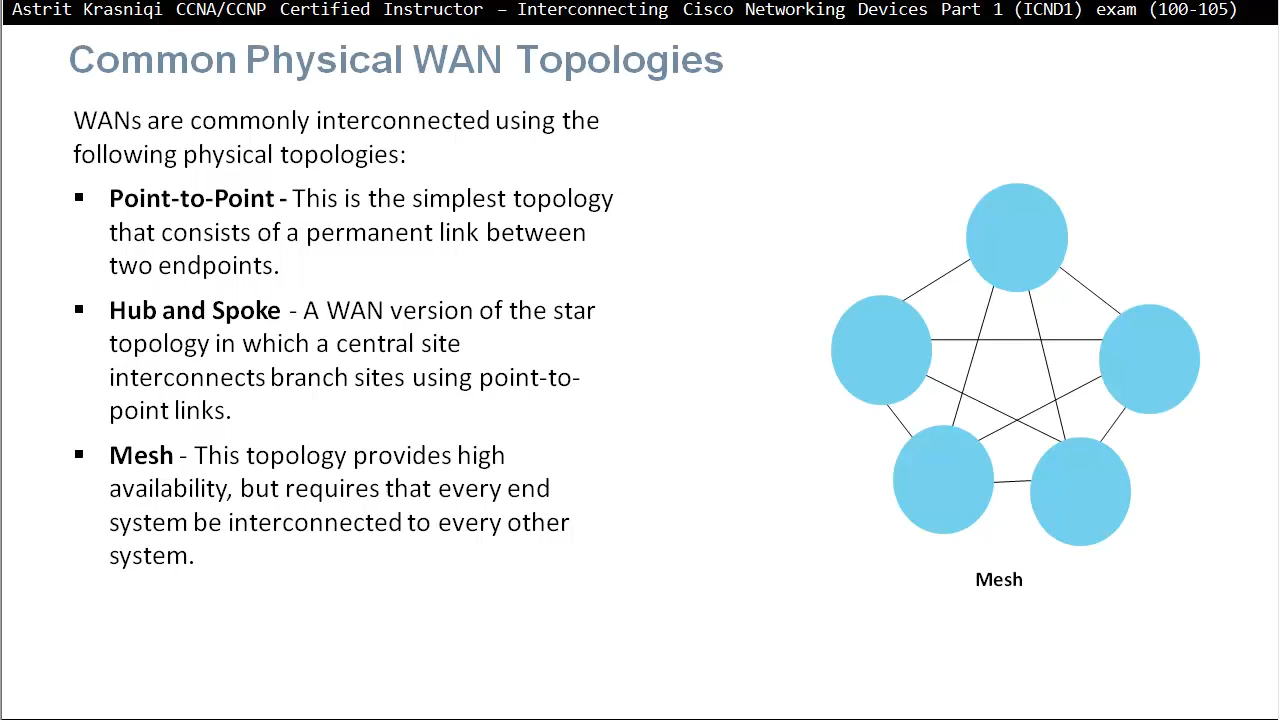 Astrit Krasniqi CCNA/CCNP Certified Instructor – Interconnecting Cisco Networking Devices Part 1 (ICND1) exam (100-105)
Common Physical WAN Topologies
WANs are commonly interconnected using the
following physical topologies:
▪ Point-to-Point - This is the simplest topology
that consists of a permanent link between
two endpoints.
▪ Hub and Spoke - A WAN version of the star
topology in which a central site
interconnects branch sites using point-to-
point links.
▪ Mesh - This topology provides high
availability, but requires that every end
system be interconnected to every other
system.
Mesh